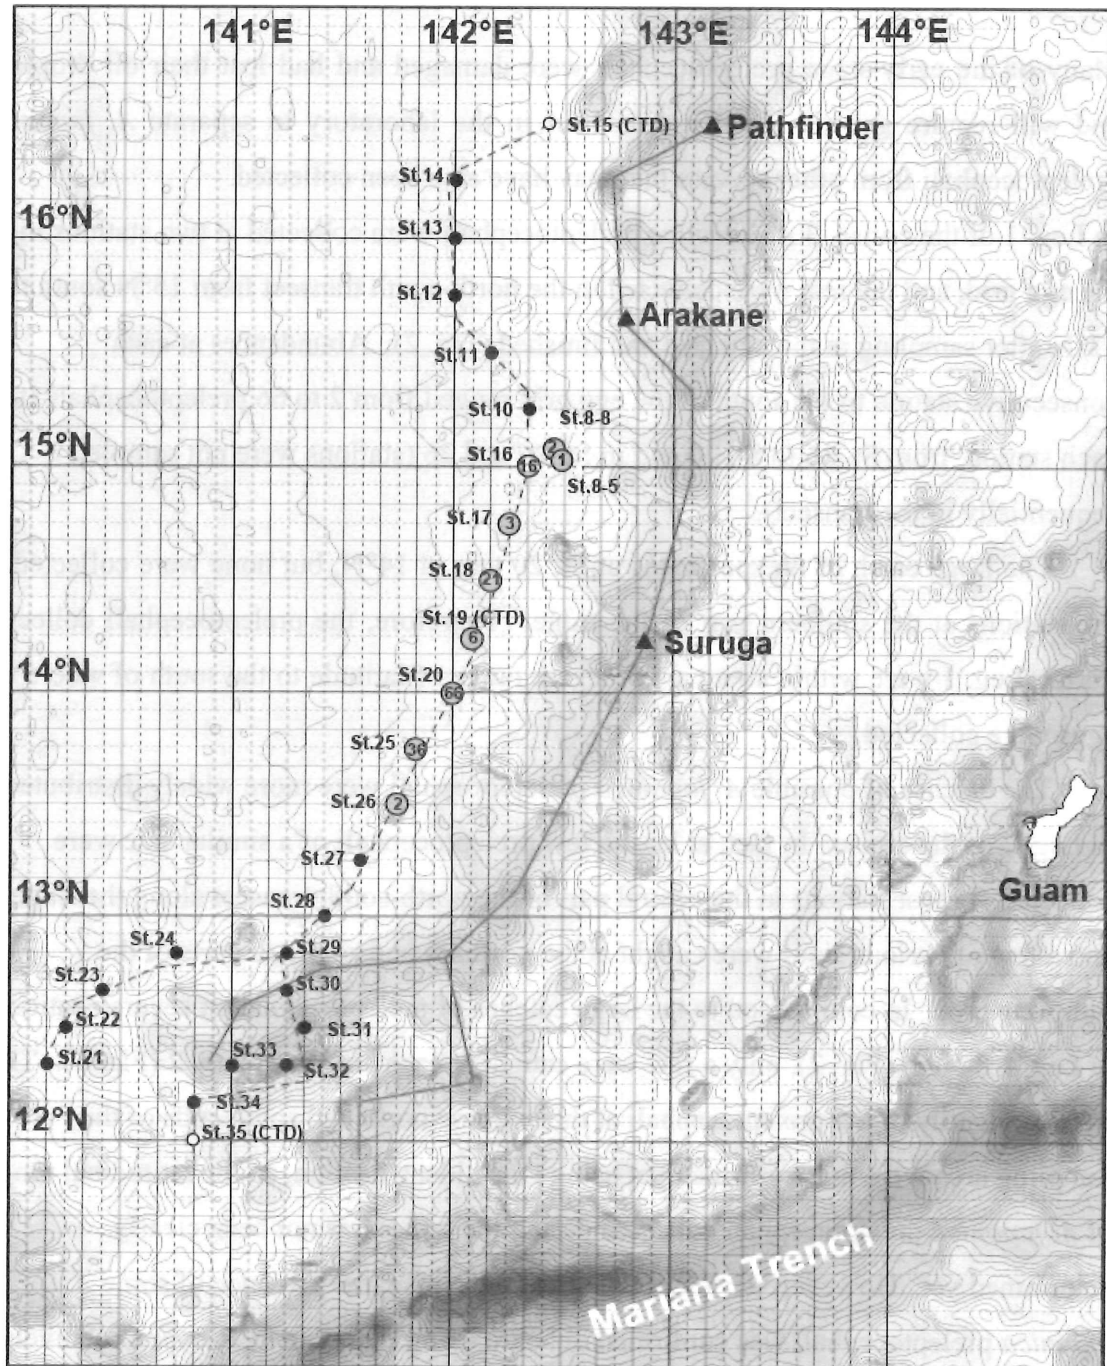 141°E 142°E 143°E 144°E
St.15 (CTD)
Pathfinder
St.14
16°N
St.13
St.12
Arakane
St.11
St.10
St.8-8
15°N
St.16
16
2
1
St.8-5
St.17
3
St.18
21
St.19 (CTD)
6
Suruga
14°N
St.20
66
St.25
36
St.26
2
St.27
Guam
13°N
St.28
St.24
St.29
St.23
St.30
St.22
St.31
St.21
St.33
St.32
St.34
12°N
St.35 (CTD)
Mariana Trench